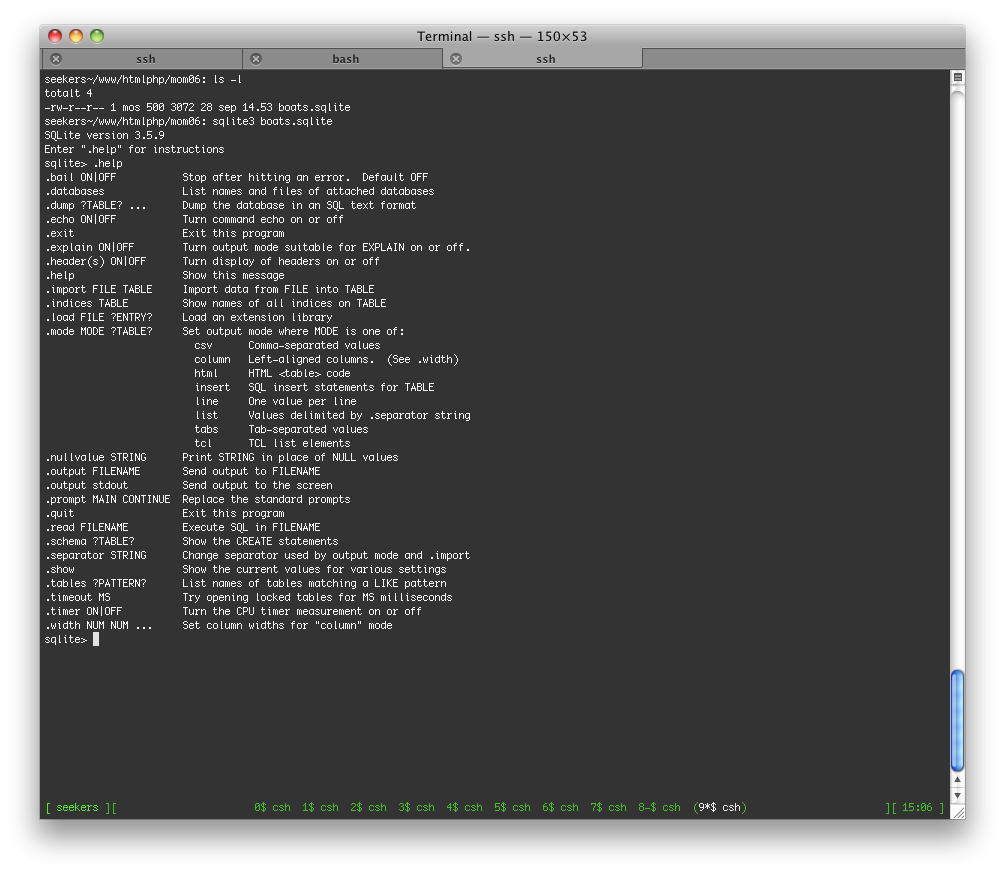 Terminal — ssh — 150×53
ssh bash ssh
seekers~/www/htmlphp/mom06: ls -l
totalt 4
-rw-r--r-- 1 mos 500 3072 28 sep 14.53 boats.sqlite
seekers~/www/htmlphp/mom06: sqlite3 boats.sqlite
SQLite version 3.5.9
Enter ".help" for instructions
sqlite> .help
.bail ON|OFF           Stop after hitting an error.  Default OFF
.databases             List names and files of attached databases
.dump ?TABLE? ...      Dump the database in an SQL text format
.echo ON|OFF           Turn command echo on or off
.exit                  Exit this program
.explain ON|OFF        Turn output mode suitable for EXPLAIN on or off.
.header(s) ON|OFF      Turn display of headers on or off
.help                  Show this message
.import FILE TABLE     Import data from FILE into TABLE
.indices TABLE         Show names of all indices on TABLE
.load FILE ?ENTRY?     Load an extension library
.mode MODE ?TABLE?     Set output mode where MODE is one of:
                         csv      Comma-separated values
                         column   Left-aligned columns.  (See .width)
                         html     HTML <table> code
                         insert   SQL insert statements for TABLE
                         line     One value per line
                         list     Values delimited by .separator string
                         tabs     Tab-separated values
                         tcl      TCL list elements
.nullvalue STRING      Print STRING in place of NULL values
.output FILENAME       Send output to FILENAME
.output stdout         Send output to the screen
.prompt MAIN CONTINUE  Replace the standard prompts
.quit                  Exit this program
.read FILENAME         Execute SQL in FILENAME
.schema ?TABLE?        Show the CREATE statements
.separator STRING      Change separator used by output mode and .import
.show                  Show the current values for various settings
.tables ?PATTERN?      List names of tables matching a LIKE pattern
.timeout MS            Try opening locked tables for MS milliseconds
.timer ON|OFF          Turn the CPU timer measurement on or off
.width NUM NUM ...     Set column widths for "column" mode
sqlite>
[ seekers ][ 0$ csh 1$ csh 2$ csh 3$ csh 4$ csh 5$ csh 6$ csh 7$ csh 8-$ csh (9*$ csh) ][ 15:06 ]